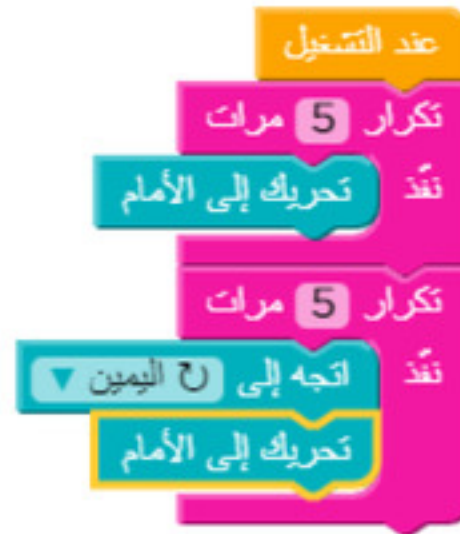 عند التشغيل
تكرار 5 مرات
نفّذ تحريك إلى الأمام
تكرار 5 مرات
نفّذ اتجه إلى ↻ اليمين ▼
تحريك إلى الأمام